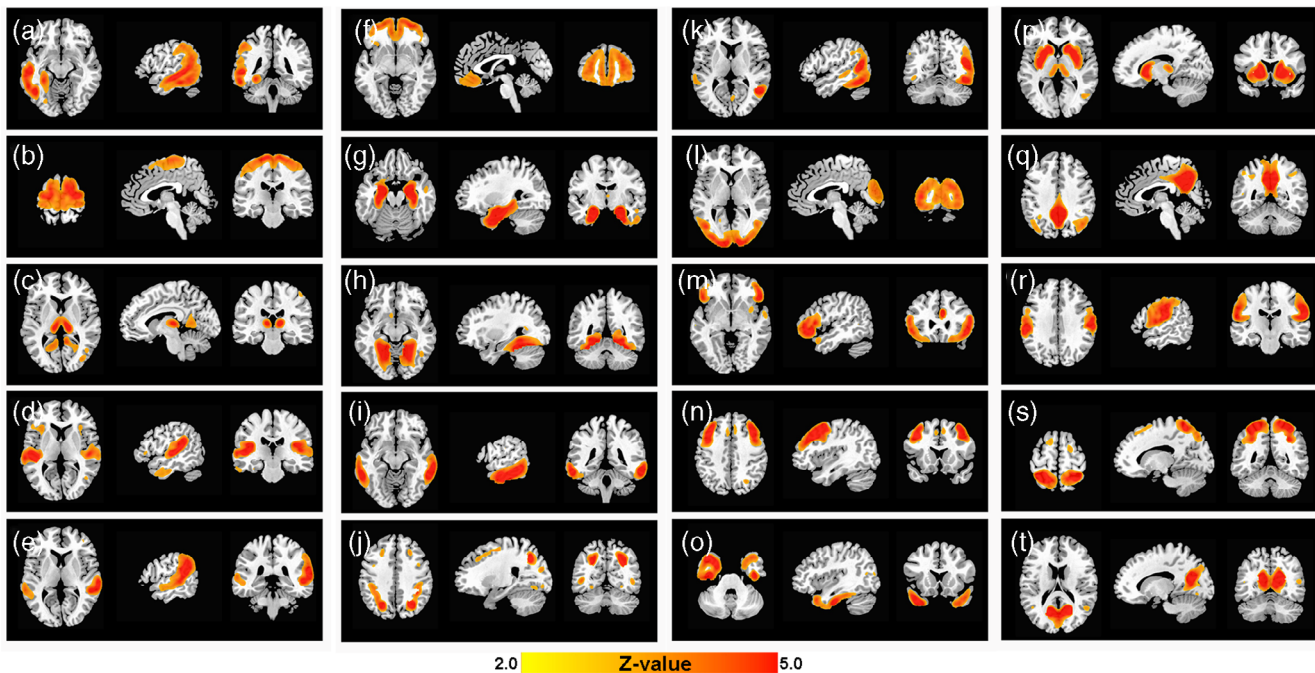 (a) (f) (k) (p)
(b) (g) (l) (q)
(c) (h) (m) (r)
(d) (i) (n) (s)
(e) (j) (o) (t)
2.0 Z-value 5.0